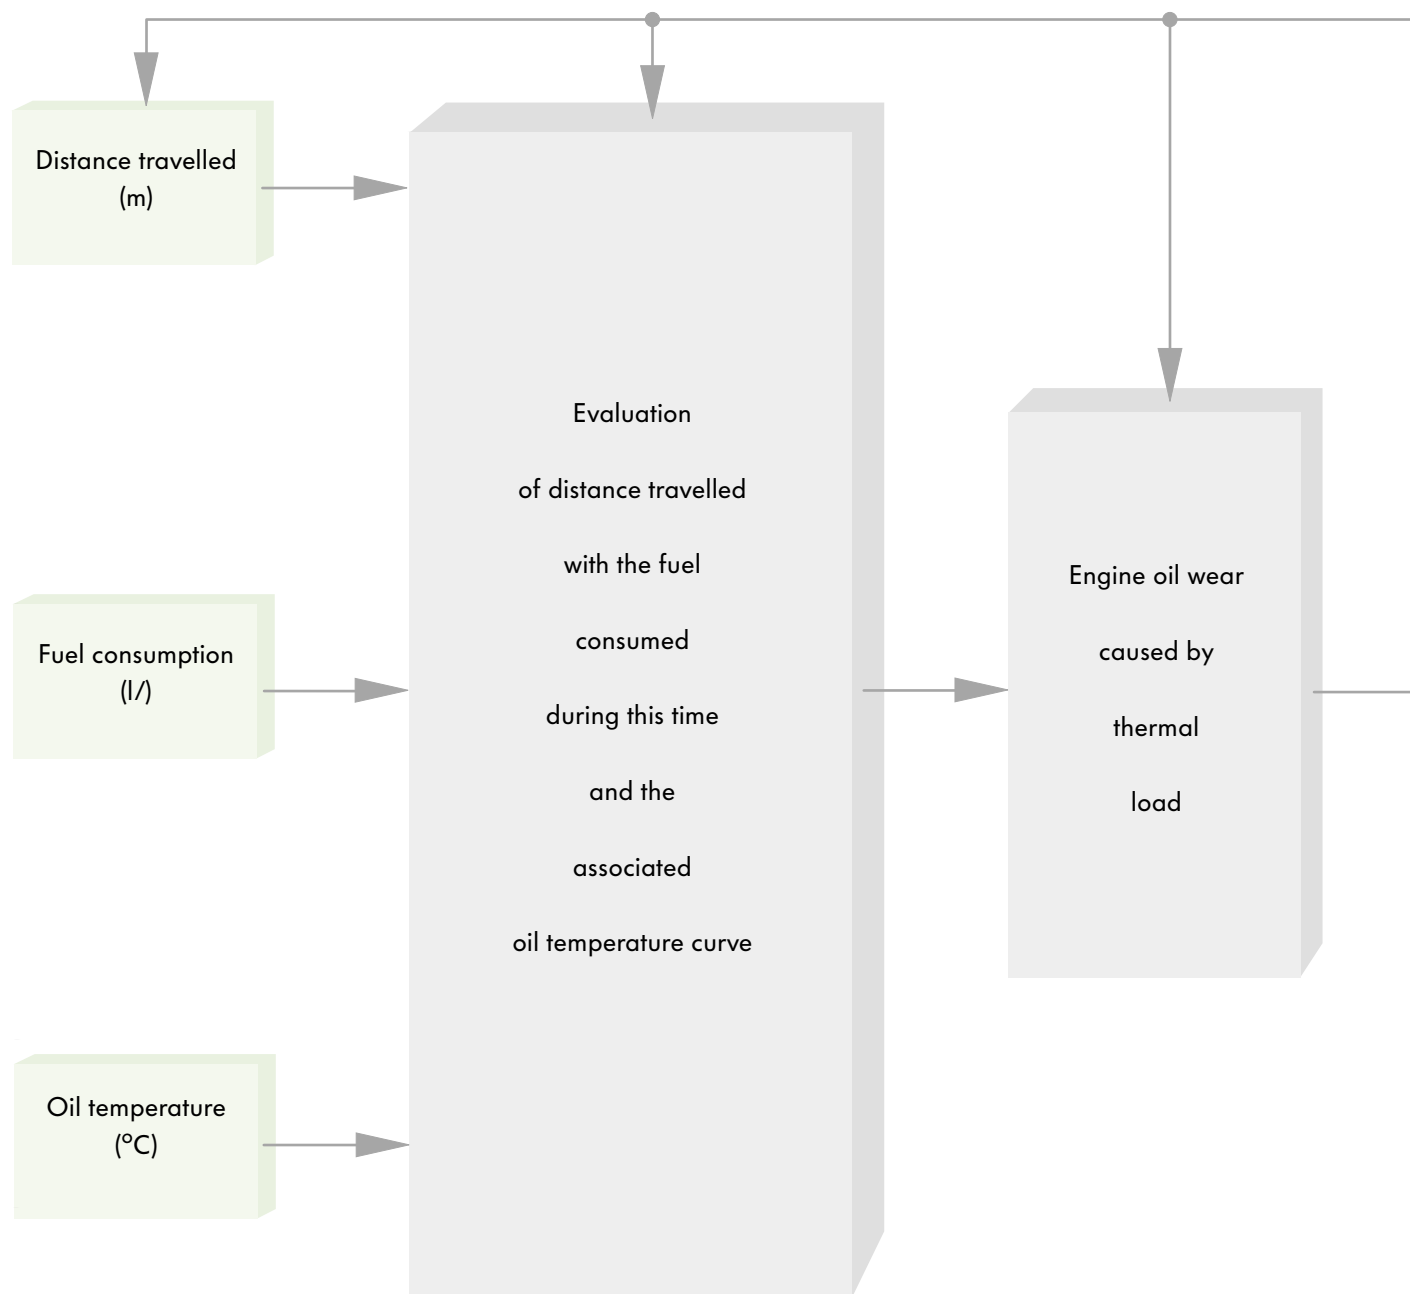 Distance travelled
(m)
Fuel consumption
(l/)
Oil temperature
(°C)
Evaluation
of distance travelled
with the fuel
consumed
during this time
and the
associated
oil temperature curve
Engine oil wear
caused by
thermal
load